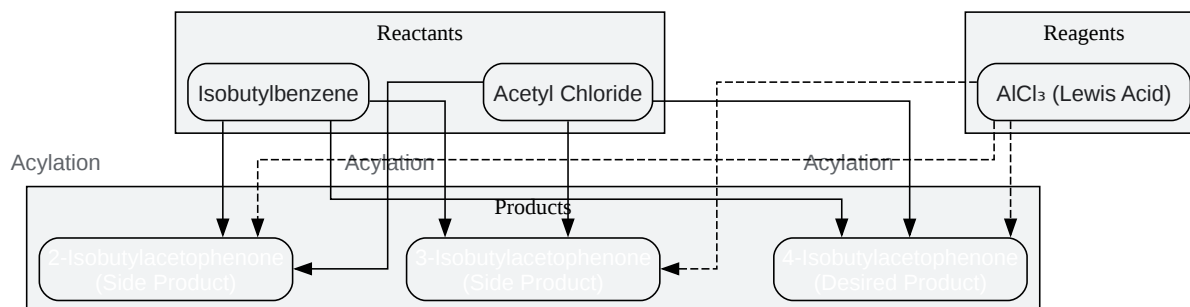 Reactants
Reagents
Isobutylbenzene
Acetyl Chloride
AlCl₃ (Lewis Acid)
Acylation
Acylation
Acylation
Products
2-Isobutylacetophenone
(Side Product)
3-Isobutylacetophenone
(Side Product)
4-Isobutylacetophenone
(Desired Product)